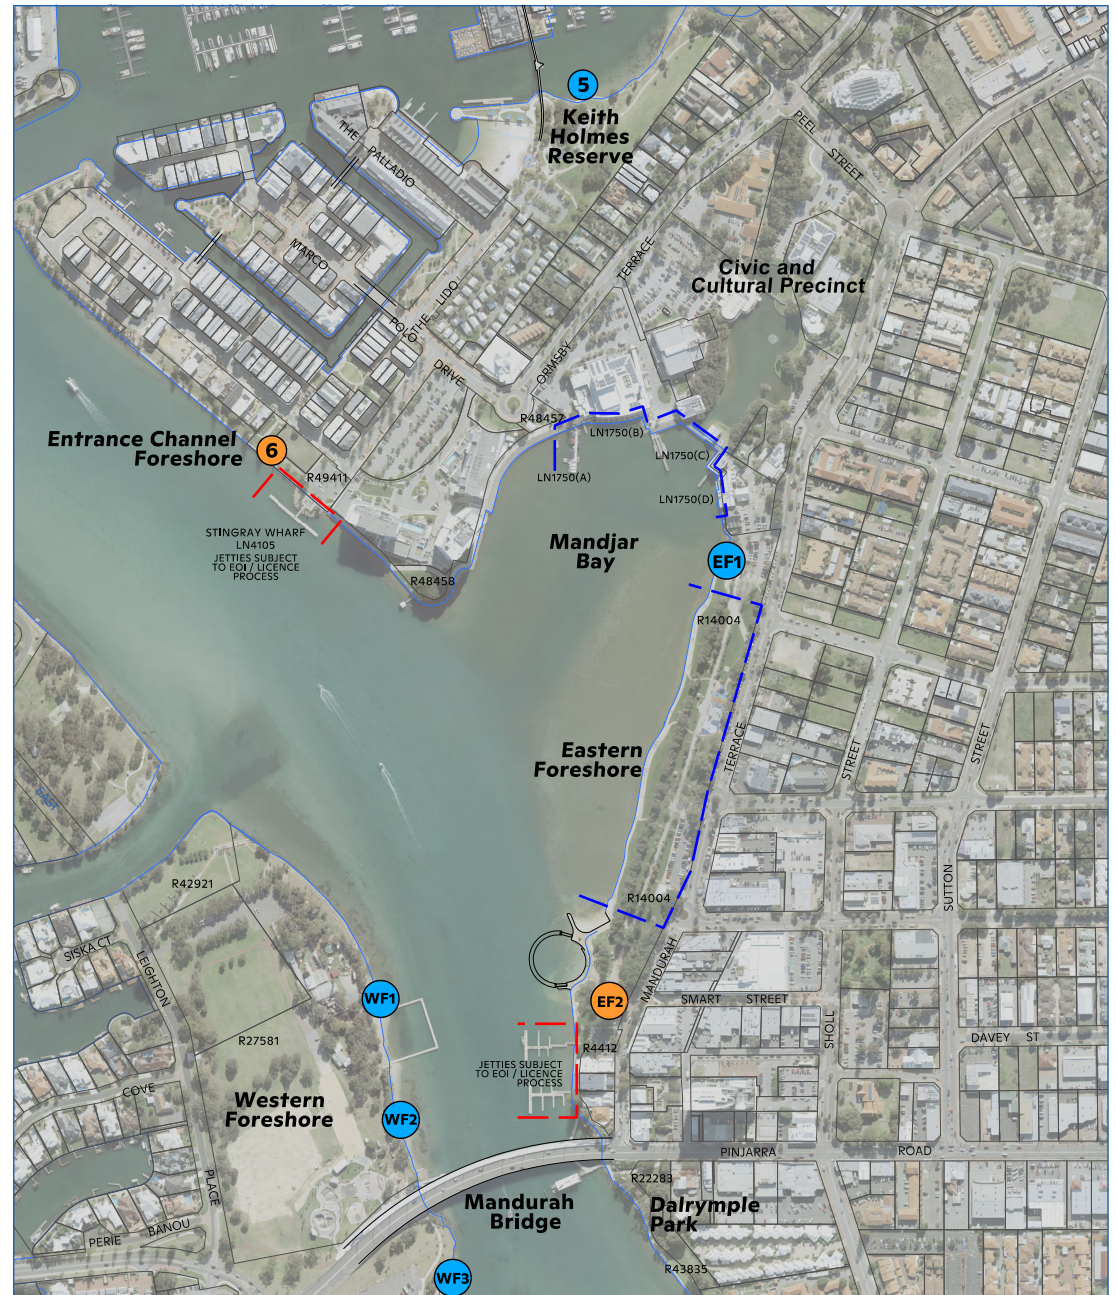 5
Keith
Holmes
Reserve
THE
PALLADIO
PEEL
STREET
MARCO
POLO
DRIVE
THE LIDO
ORMSBY
TERRACE
Civic and
Cultural Precinct
Entrance Channel
Foreshore
6
R49411
STINGRAY WHARF
LN4105
JETTIES SUBJECT
TO EOI / LICENCE
PROCESS
R48457
LN1750(A)
LN1750(B)
LN1750(C)
LN1750(D)
R48458
Mandjar
Bay
EF1
R14004
Eastern
Foreshore
TERRACE
STREET
STREET
EAST
R14004
MANDURAH
SUTTON
R42921
SISKA CT
LEIGHTON
WF1
EF2
SMART STREET
SHOLL
DAVEY ST
R27581
R4412
JETTIES SUBJECT
TO EOI / LICENCE
PROCESS
COVE
Western
Foreshore
WF2
PLACE
PINJARRA ROAD
R22283
Mandurah
Bridge
Dalrymple
Park
PERIE BANOU
R43835
WF3